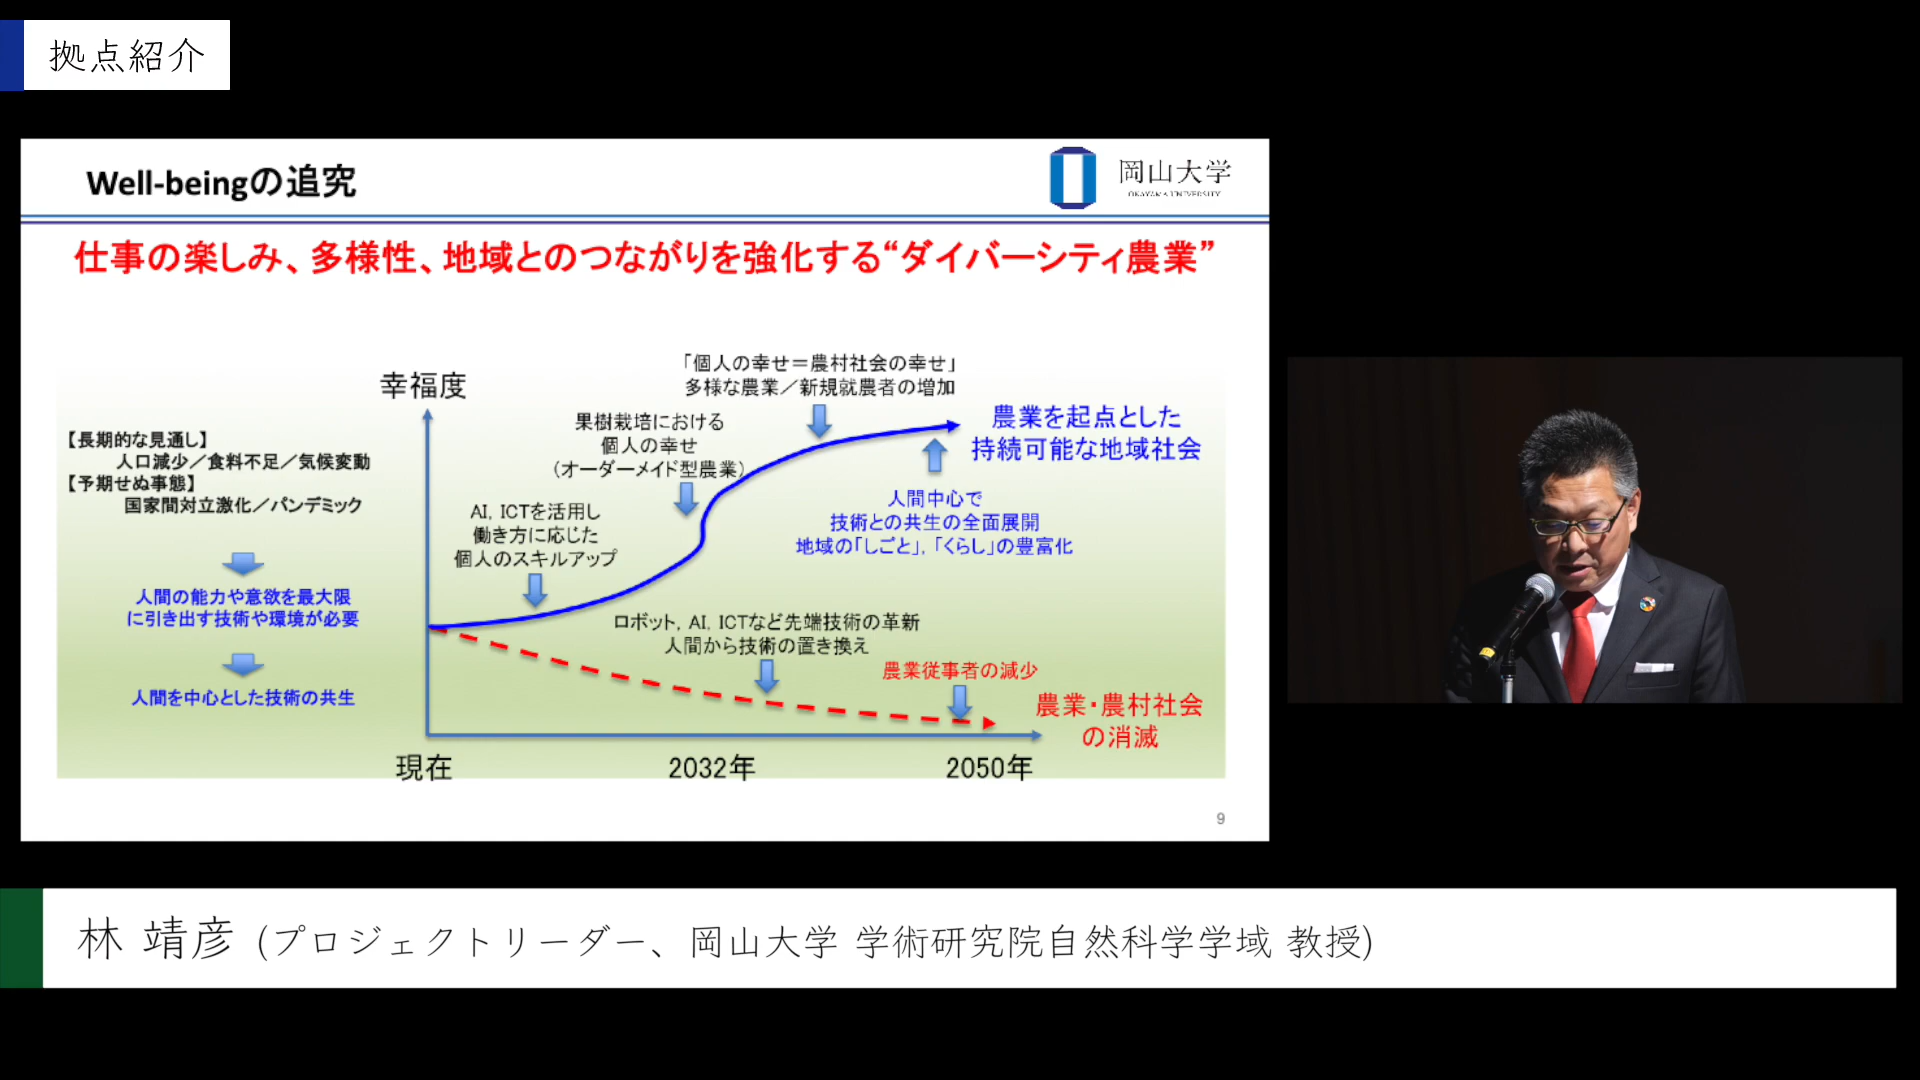 拠点紹介
Well-beingの追究
岡山大学
OKAYAMA UNIVERSITY
仕事の楽しみ、多様性、地域とのつながりを強化する“ダイバーシティ農業”
幸福度
【長期的な見通し】
人口減少／食料不足／気候変動
【予期せぬ事態】
国家間対立激化／パンデミック
人間の能力や意欲を最大限
に引き出す技術や環境が必要
人間を中心とした技術の共生
AI, ICTを活用し
働き方に応じた
個人のスキルアップ
果樹栽培における
個人の幸せ
（オーダーメイド型農業）
「個人の幸せ＝農村社会の幸せ」
多様な農業／新規就農者の増加
農業を起点とした
持続可能な地域社会
人間中心で
技術との共生の全面展開
地域の「しごと」, 「くらし」の豊富化
ロボット, AI, ICTなど先端技術の革新
人間から技術の置き換え
農業従事者の減少
農業・農村社会
の消滅
現在
2032年
2050年
9
林 靖彦 (プロジェクトリーダー、岡山大学 学術研究院自然科学学域 教授)